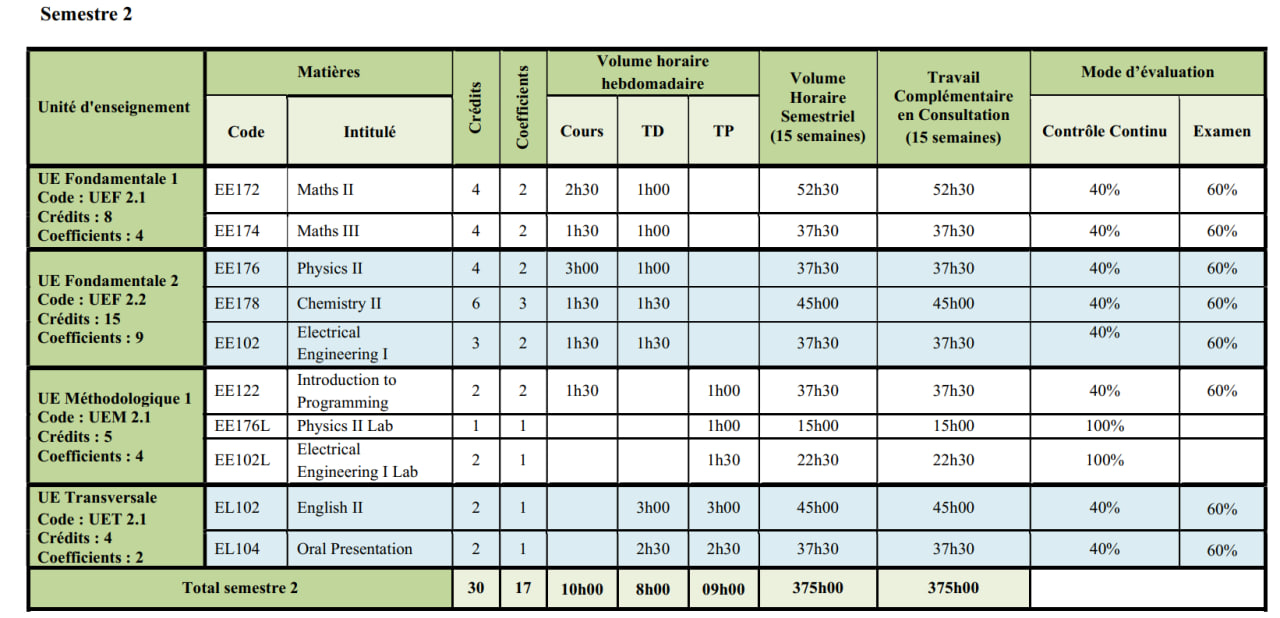 Semestre 2
Unité d'enseignement
Matières
Crédits
Coefficients
Volume horaire
hebdomadaire
Volume
Horaire
Semestriel
(15 semaines)
Travail
Complémentaire
en Consultation
(15 semaines)
Mode d'évaluation
Code
Intitulé
Cours
TD
TP
Contrôle Continu
Examen
UE Fondamentale 1
Code : UEF 2.1
Crédits : 8
Coefficients : 4
EE172 Maths II 4 2 2h30 1h00 52h30 52h30 40% 60%
EE174 Maths III 4 2 1h30 1h00 37h30 37h30 40% 60%
UE Fondamentale 2
Code : UEF 2.2
Crédits : 15
Coefficients : 9
EE176 Physics II 4 2 3h00 1h00 37h30 37h30 40% 60%
EE178 Chemistry II 6 3 1h30 1h30 45h00 45h00 40% 60%
EE102 Electrical
Engineering I 3 2 1h30 1h30 37h30 37h30 40% 60%
UE Méthodologique 1
Code : UEM 2.1
Crédits : 5
Coefficients : 4
EE122 Introduction to
Programming 2 2 1h30 1h00 37h30 37h30 40% 60%
EE176L Physics II Lab 1 1 1h00 15h00 15h00 100%
EE102L Electrical
Engineering I Lab 2 1 1h30 22h30 22h30 100%
UE Transversale
Code : UET 2.1
Crédits : 4
Coefficients : 2
EL102 English II 2 1 3h00 3h00 45h00 45h00 40% 60%
EL104 Oral Presentation 2 1 2h30 2h30 37h30 37h30 40% 60%
Total semestre 2 30 17 10h00 8h00 09h00 375h00 375h00